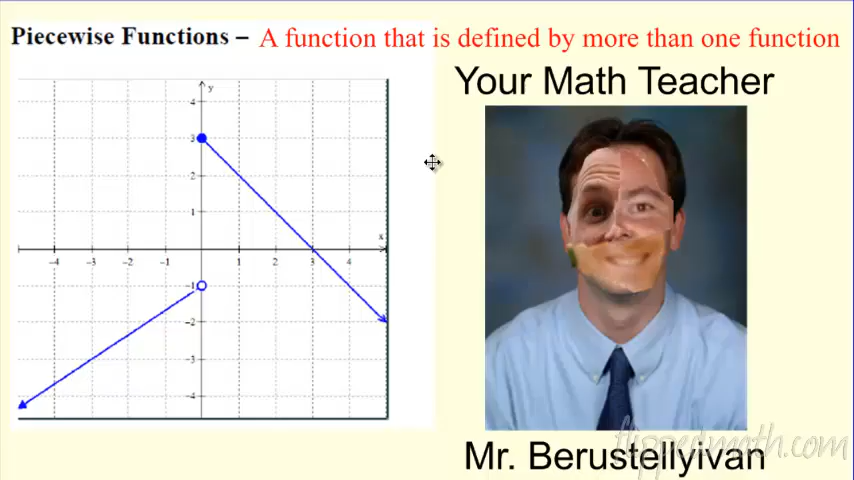 Piecewise Functions – A function that is defined by more than one function
Your Math Teacher
y
4
3
2
1
x
-4 -3 -2 -1 1 2 3 4
-1
-2
-3
-4
Mr. Berustellyivan
flippedmath.com